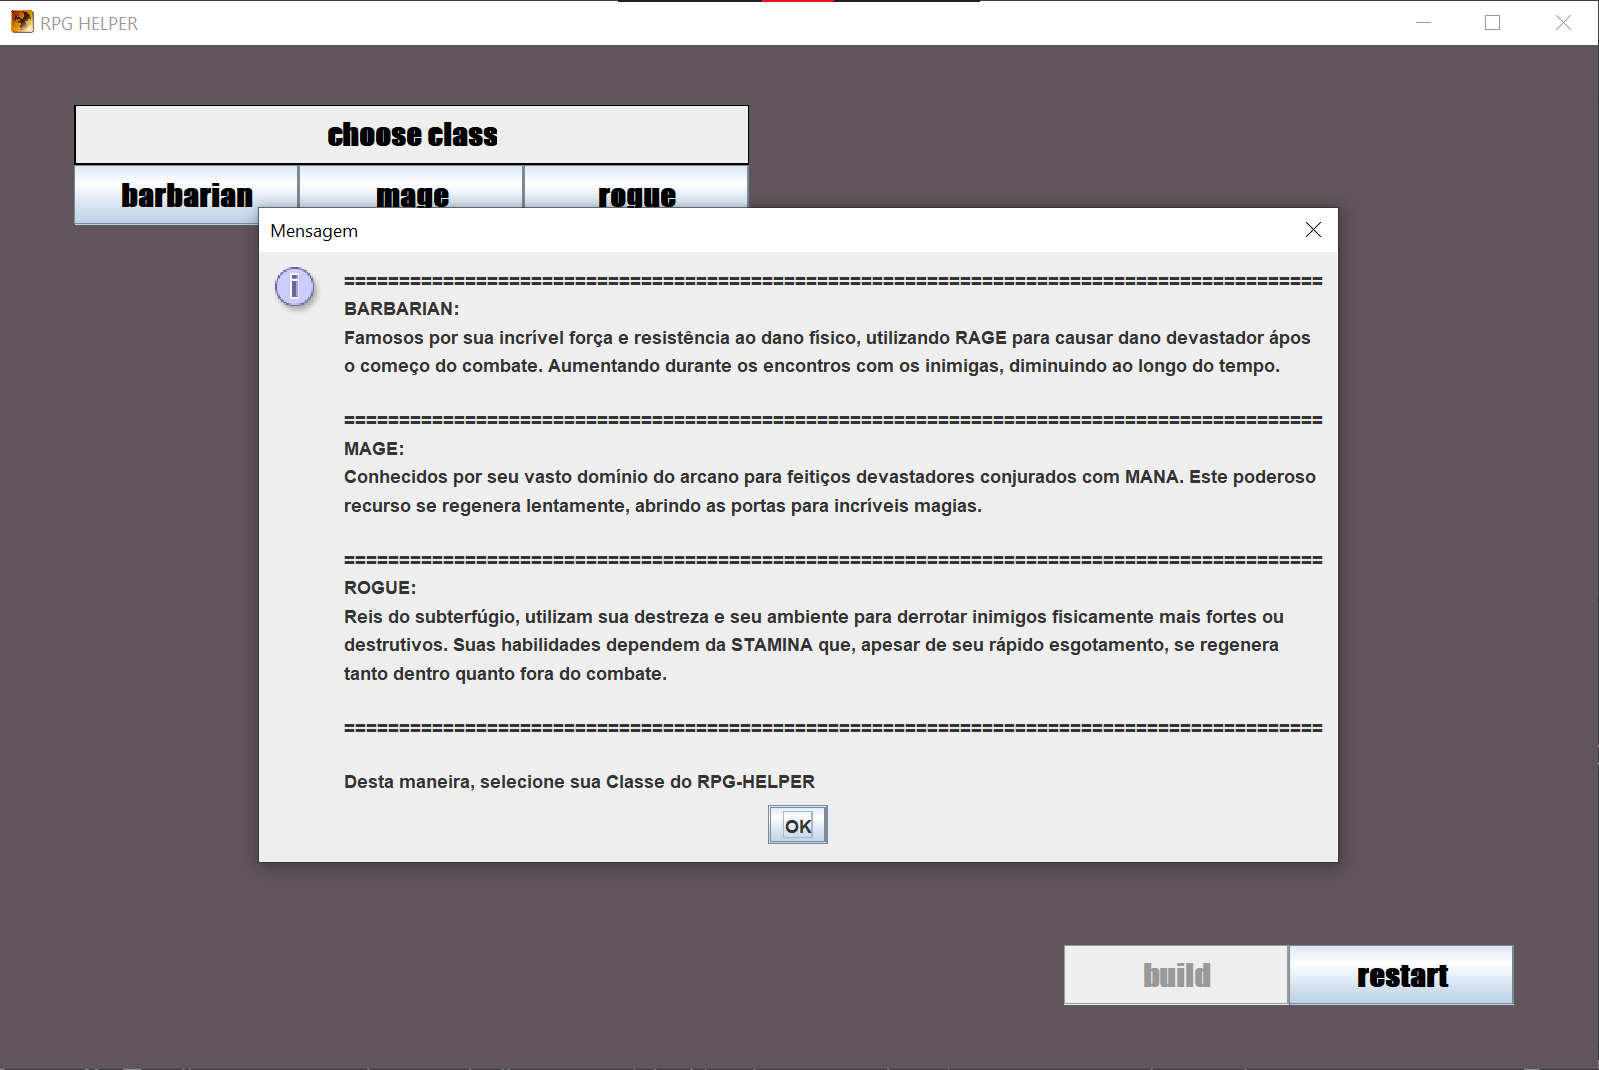 RPG HELPER
choose class
barbarian mage rogue
Mensagem
=========================================================================================
BARBARIAN:
Famosos por sua incrível força e resistência ao dano físico, utilizando RAGE para causar dano devastador ápos
o começo do combate. Aumentando durante os encontros com os inimigas, diminuindo ao longo do tempo.
=========================================================================================
MAGE:
Conhecidos por seu vasto domínio do arcano para feitiços devastadores conjurados com MANA. Este poderoso
recurso se regenera lentamente, abrindo as portas para incríveis magias.
=========================================================================================
ROGUE:
Reis do subterfúgio, utilizam sua destreza e seu ambiente para derrotar inimigos fisicamente mais fortes ou
destrutivos. Suas habilidades dependem da STAMINA que, apesar de seu rápido esgotamento, se regenera
tanto dentro quanto fora do combate.
=========================================================================================
Desta maneira, selecione sua Classe do RPG-HELPER
OK
build restart